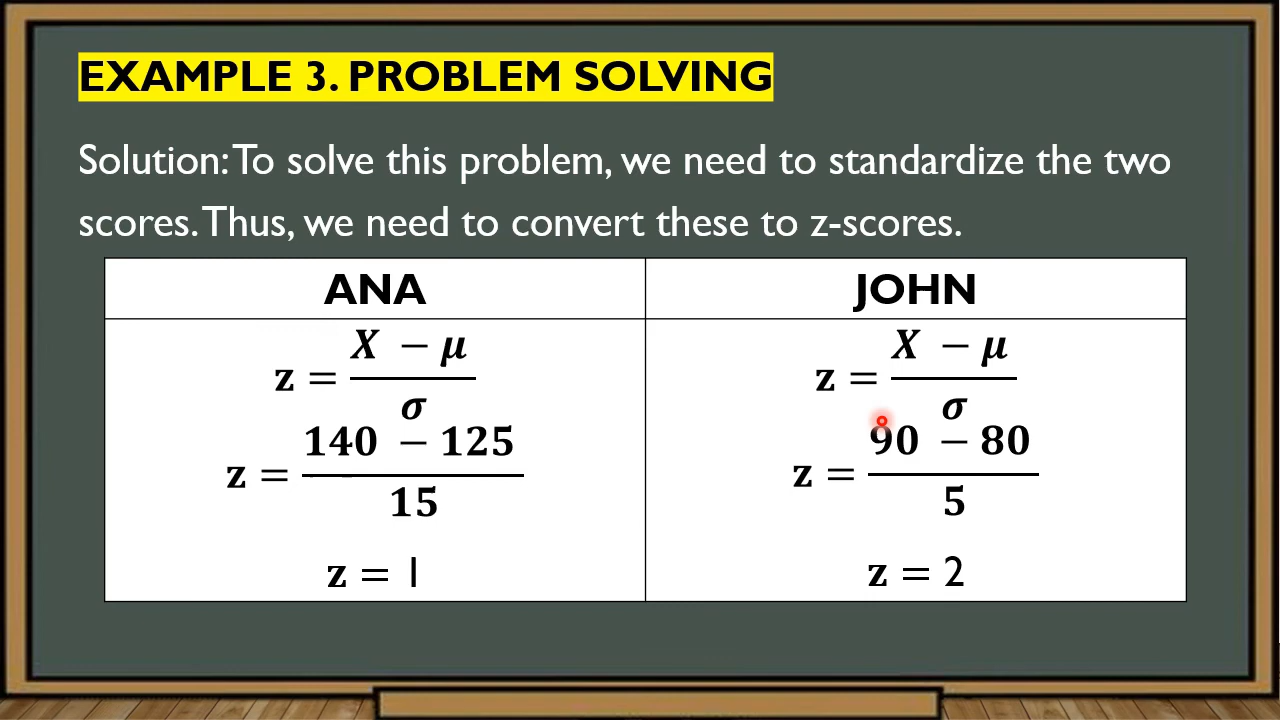 EXAMPLE 3. PROBLEM SOLVING
Solution: To solve this problem, we need to standardize the two
scores. Thus, we need to convert these to z-scores.
ANA
z = (X − μ)/σ
z = (140 − 125)/15
z = 1
JOHN
z = (X − μ)/σ
z = (90 − 80)/5
z = 2